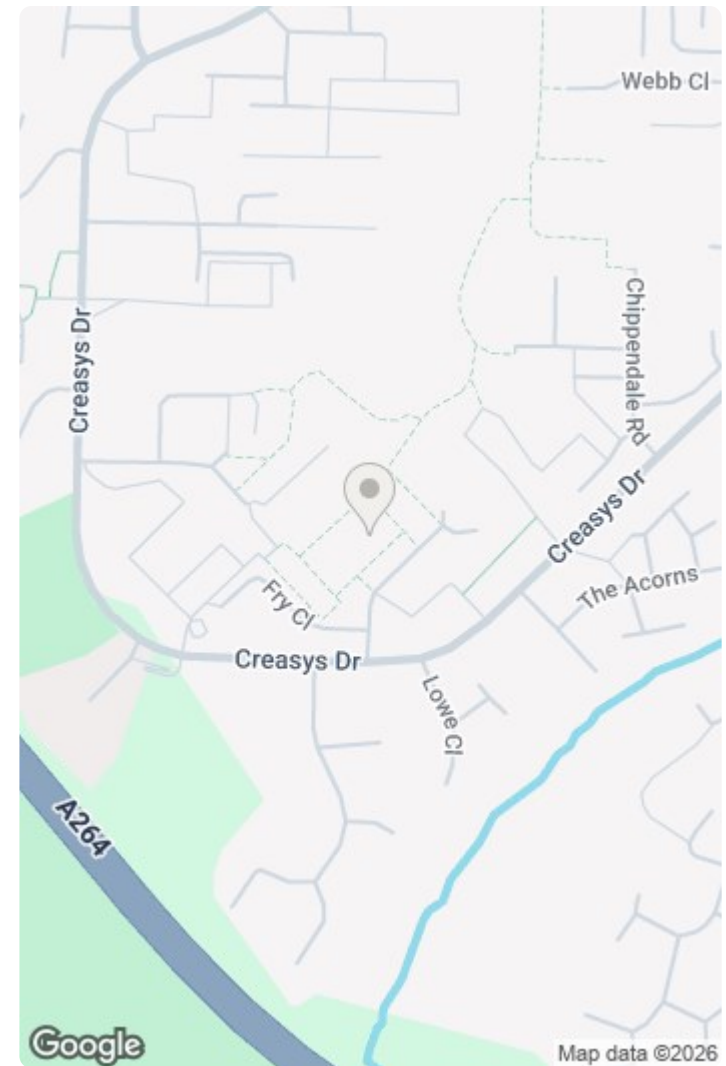 Webb Cl
Chippendale Rd
Creasys Dr
Creasys Dr
The Acorns
Fry Cl
Creasys Dr
Lowe Cl
A264
Google
Map data ©2026